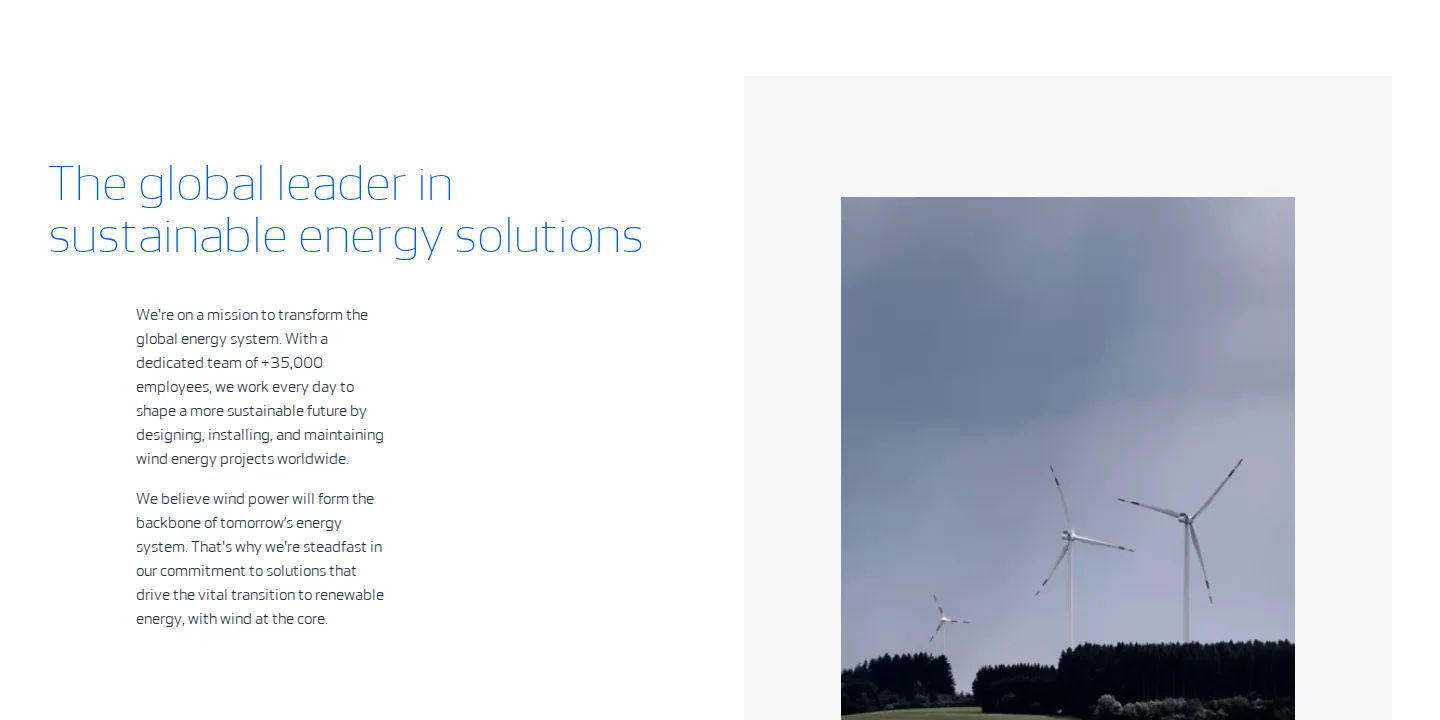 The global leader in
sustainable energy solutions
We're on a mission to transform the
global energy system. With a
dedicated team of +35,000
employees, we work every day to
shape a more sustainable future by
designing, installing, and maintaining
wind energy projects worldwide.
We believe wind power will form the
backbone of tomorrow's energy
system. That's why we're steadfast in
our commitment to solutions that
drive the vital transition to renewable
energy, with wind at the core.